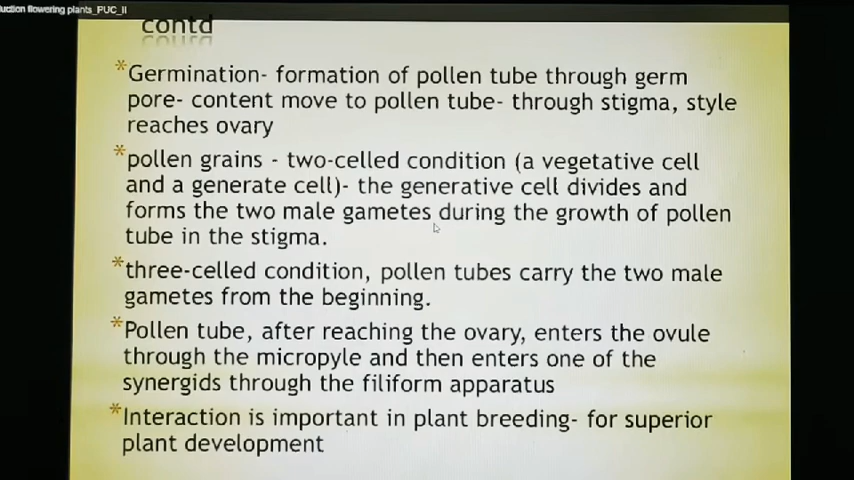 uction flowering plants_PUC_II
contd
*Germination- formation of pollen tube through germ
pore- content move to pollen tube- through stigma, style
reaches ovary
*pollen grains - two-celled condition (a vegetative cell
and a generate cell)- the generative cell divides and
forms the two male gametes during the growth of pollen
tube in the stigma.
*three-celled condition, pollen tubes carry the two male
gametes from the beginning.
*Pollen tube, after reaching the ovary, enters the ovule
through the micropyle and then enters one of the
synergids through the filiform apparatus
*Interaction is important in plant breeding- for superior
plant development